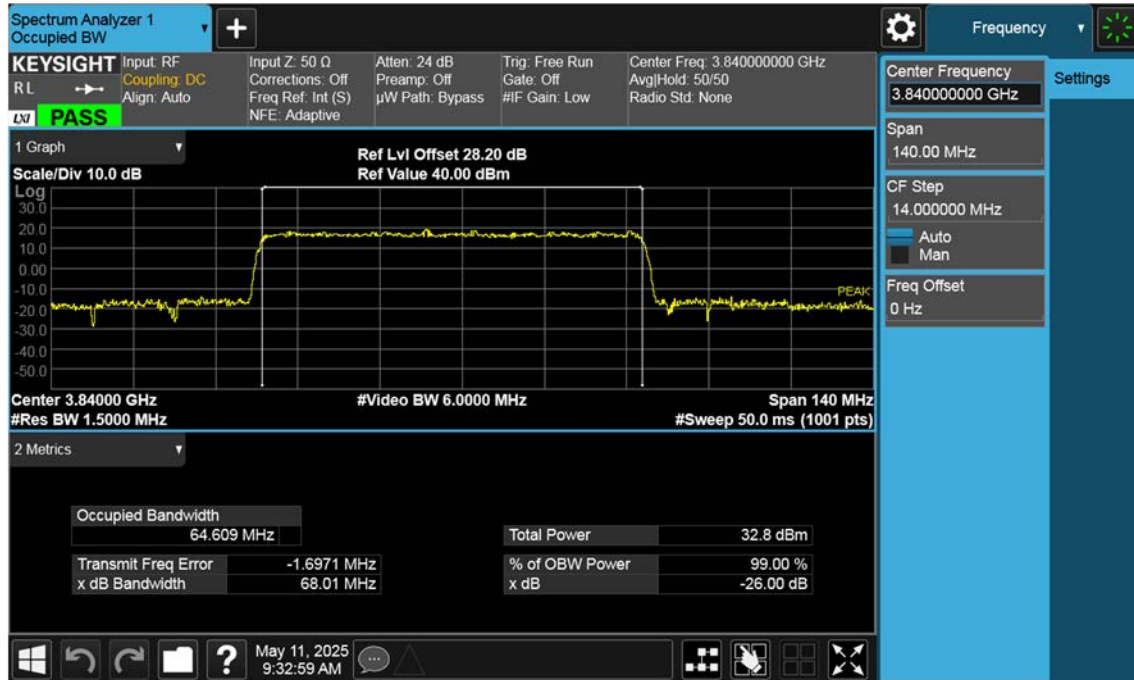 Spectrum Analyzer 1
Occupied BW
+
Frequency
KEYSIGHT
R L
LXI PASS
Input: RF
Coupling: DC
Align: Auto
Input Z: 50 Ω
Corrections: Off
Freq Ref: Int (S)
NFE: Adaptive
Atten: 24 dB
Preamp: Off
µW Path: Bypass
Trig: Free Run
Gate: Off
#IF Gain: Low
Center Freq: 3.840000000 GHz
Avg|Hold: 50/50
Radio Std: None
Center Frequency
3.840000000 GHz
Settings
Span
140.00 MHz
CF Step
14.000000 MHz
Auto
Man
Freq Offset
0 Hz
1 Graph
Scale/Div 10.0 dB
Ref Lvl Offset 28.20 dB
Ref Value 40.00 dBm
Log
30.0
20.0
10.0
0.00
-10.0
-20.0
-30.0
-40.0
-50.0
PEAK
Center 3.84000 GHz
#Video BW 6.0000 MHz
Span 140 MHz
#Res BW 1.5000 MHz
#Sweep 50.0 ms (1001 pts)
2 Metrics
Occupied Bandwidth
64.609 MHz
Total Power 32.8 dBm
Transmit Freq Error -1.6971 MHz
% of OBW Power 99.00 %
x dB Bandwidth 68.01 MHz
x dB -26.00 dB
?
May 11, 2025
9:32:59 AM